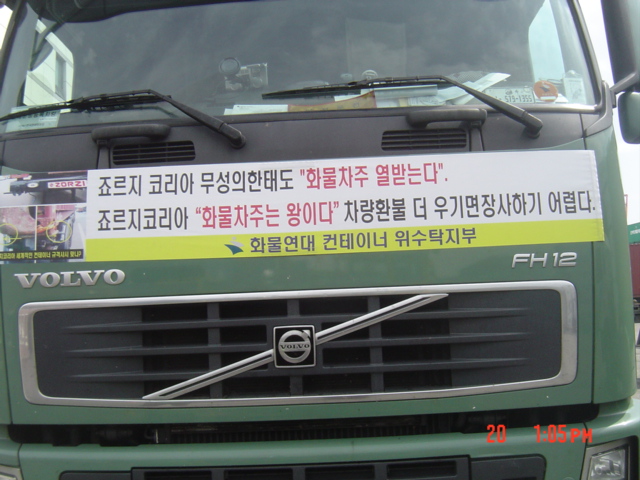 죠르지 코리아 무성의한태도 "화물차주 열받는다".
죠르지코리아 “화물차주는 왕이다” 차량환불 더 우기면장사하기 어렵다.
화물연대 컨테이너 위수탁지부
ZORZI
VOLVO
FH12
VOLVO
20 1:05 PM